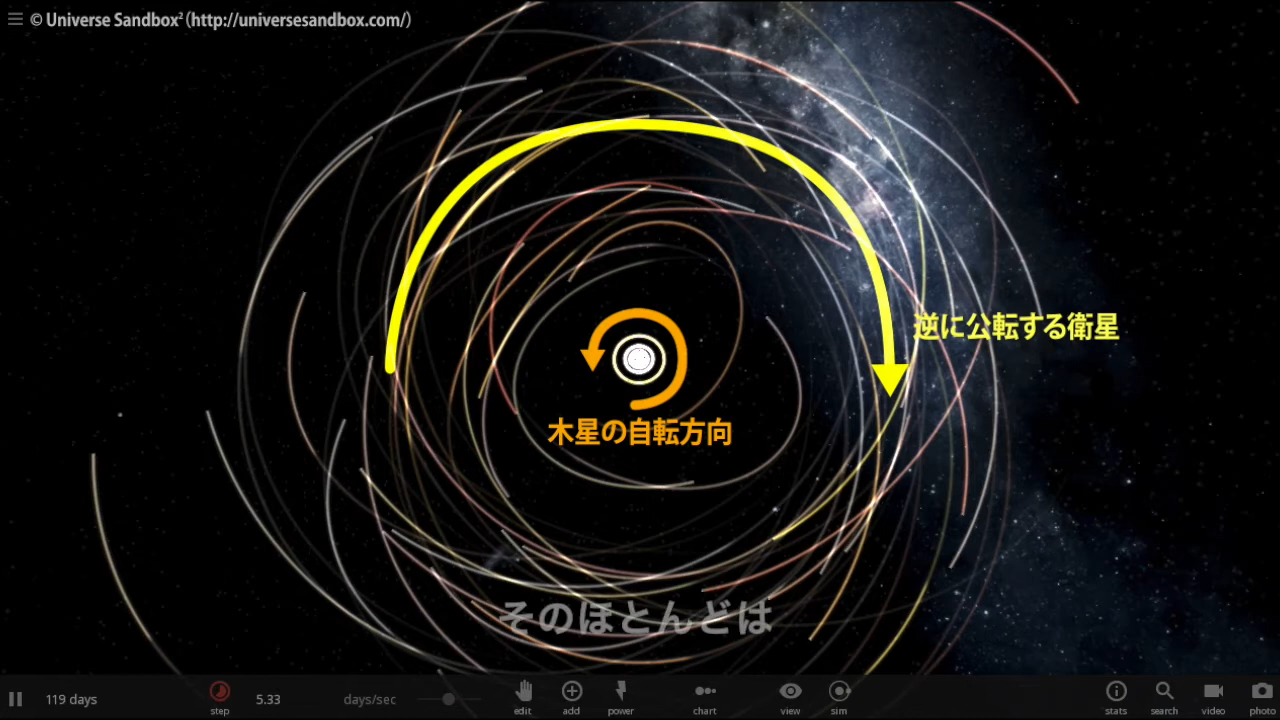 © Universe Sandbox² (http://universesandbox.com/)
逆に公転する衛星
木星の自転方向
そのほとんどは
119 days
step
5.33
days/sec
edit
add
power
chart
view
sim
stats
search
video
photo